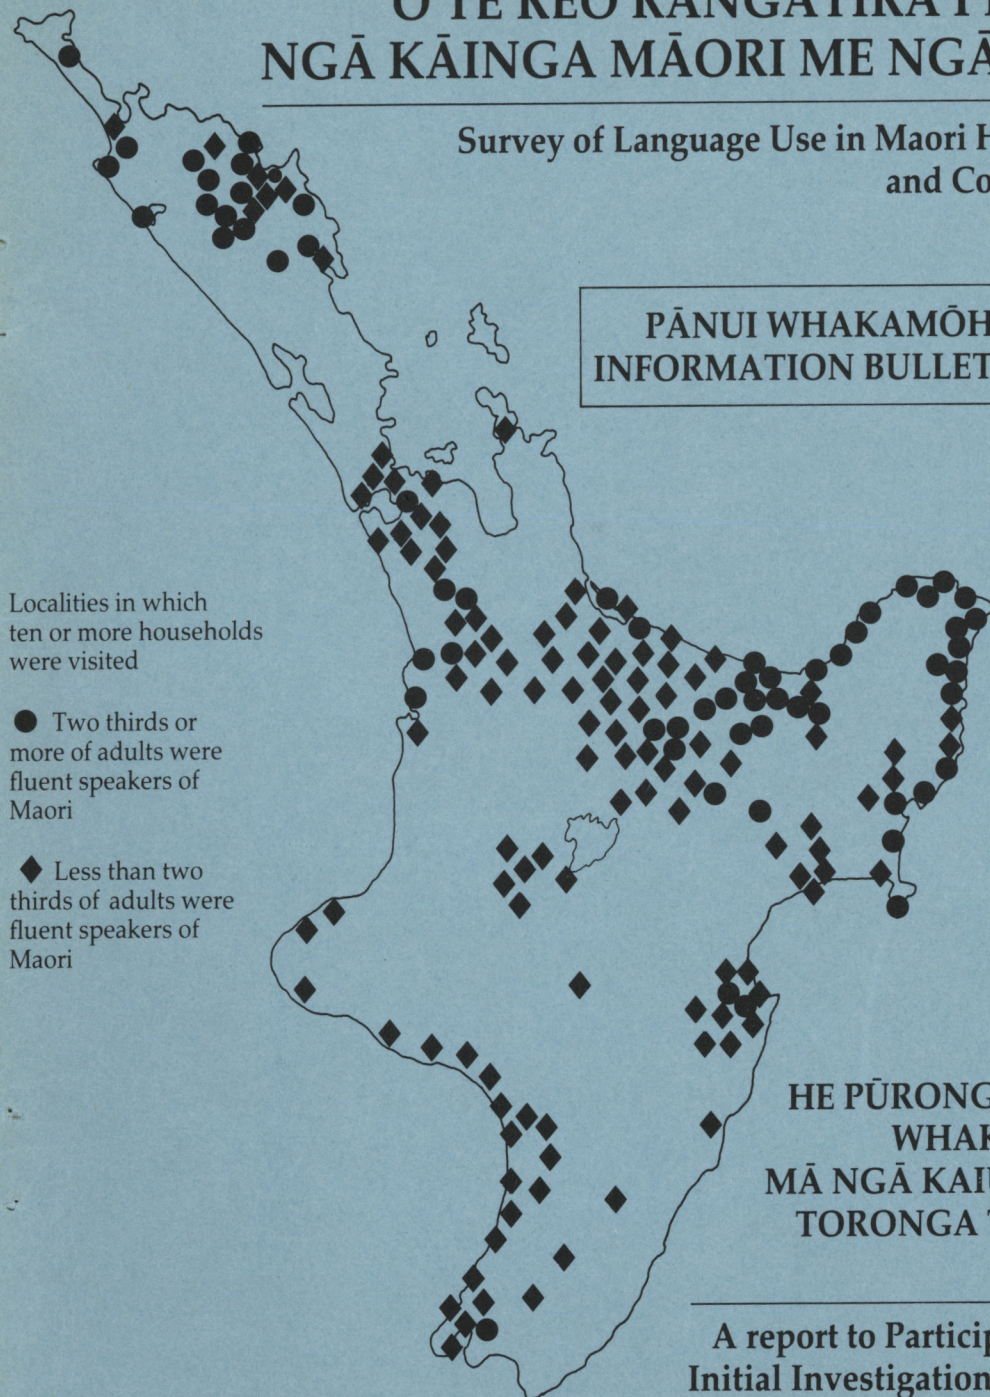 O TE REO RANGATIRA I
NGĀ KĀINGA MĀORI ME NGĀ
Survey of Language Use in Maori H
and Co
PĀNUI WHAKAMŌH
INFORMATION BULLET
Localities in which
ten or more households
were visited
Two thirds or
more of adults were
fluent speakers of
Maori
Less than two
thirds of adults were
fluent speakers of
Maori
HE PŪRONG
WHAK
MĀ NGĀ KAI
TORONGA
A report to Particip
Initial Investigation